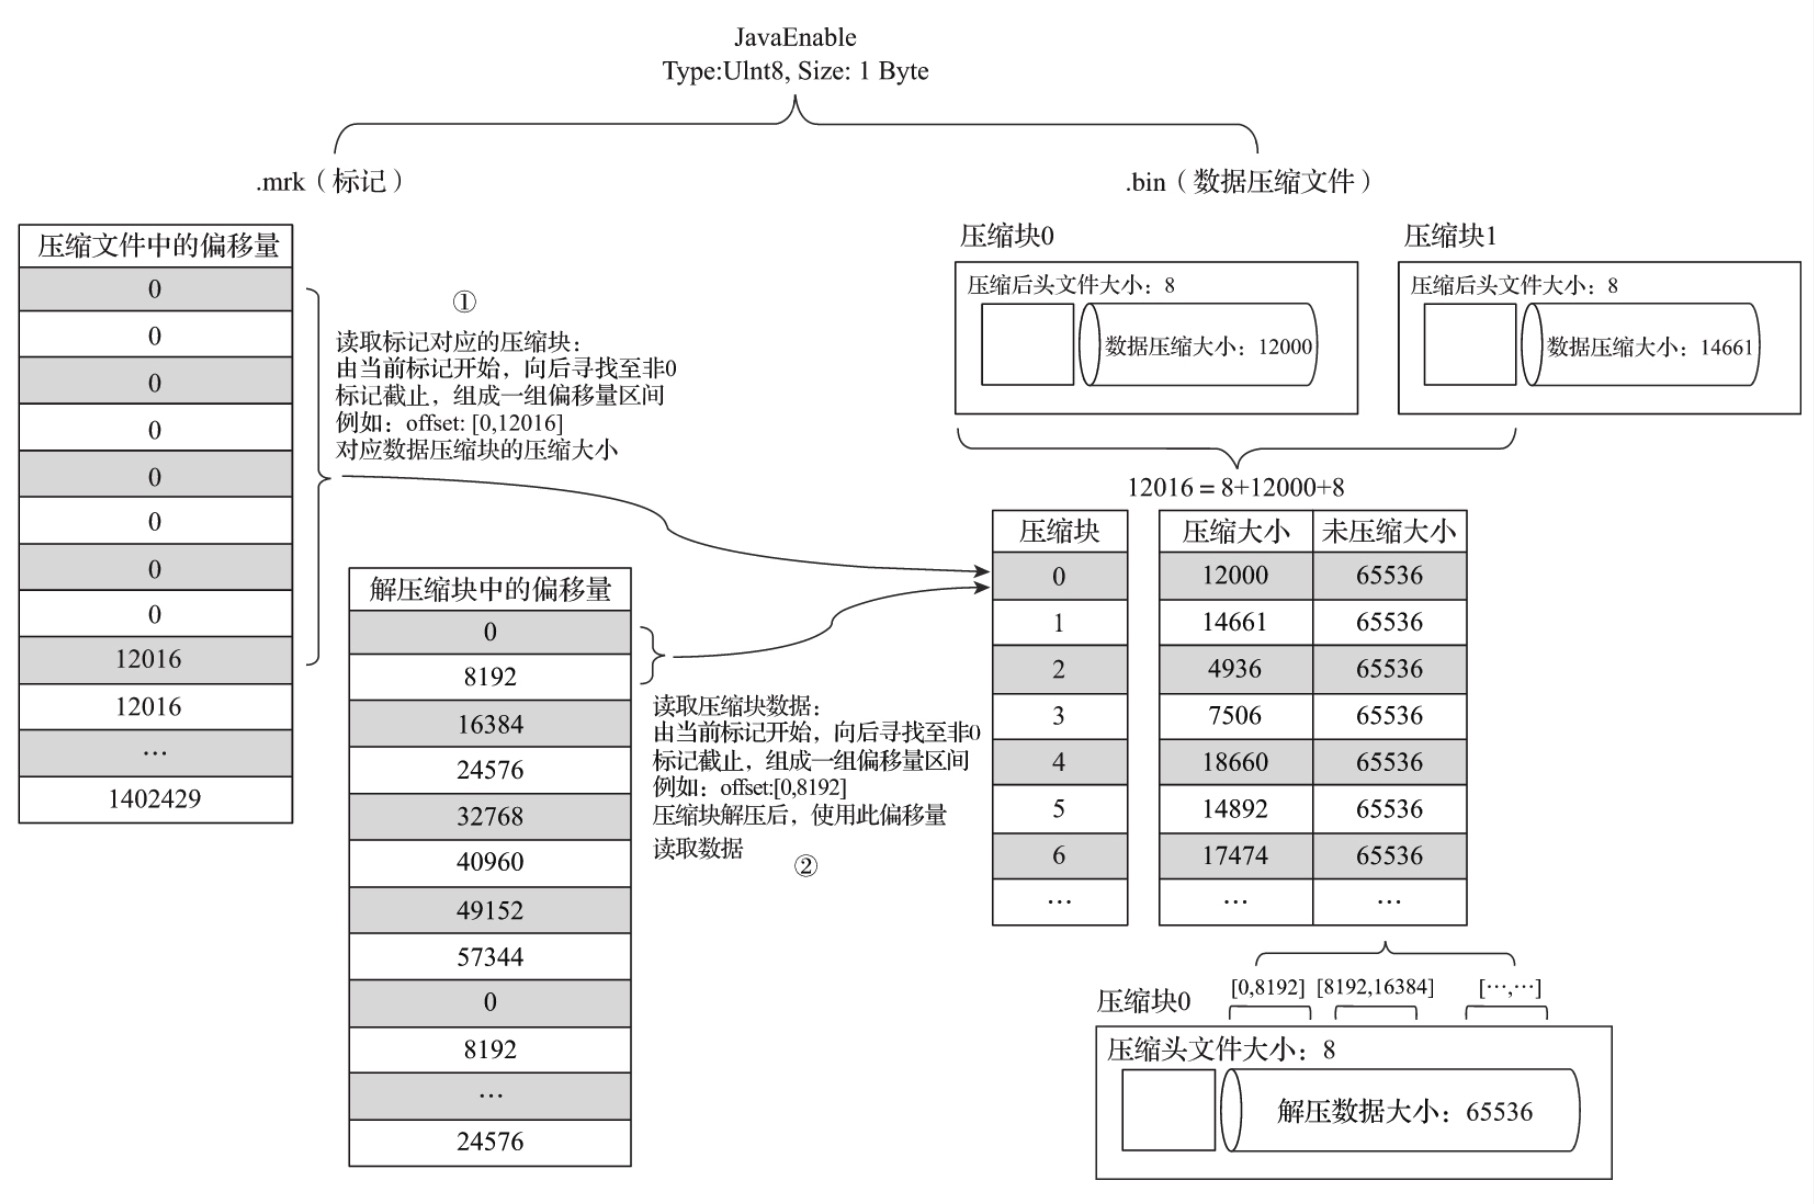 JavaEnable
Type:UInt8, Size: 1 Byte
.mrk（标记）
压缩文件中的偏移量
0
0
0
0
0
0
0
0
12016
12016
…
1402429
①
读取标记对应的压缩块：
由当前标记开始，向后寻找至非0
标记截止，组成一组偏移量区间
例如：offset: [0,12016]
对应数据压缩块的压缩大小
解压缩块中的偏移量
0
8192
16384
24576
32768
40960
49152
57344
0
8192
…
24576
读取压缩块数据：
由当前标记开始，向后寻找至非0
标记截止，组成一组偏移量区间
例如：offset:[0,8192]
压缩块解压后，使用此偏移量
读取数据
②
.bin（数据压缩文件）
压缩块0
压缩后头文件大小：8
数据压缩大小：12000
压缩块1
压缩后头文件大小：8
数据压缩大小：14661
12016 = 8+12000+8
压缩块 压缩大小 未压缩大小
0 12000 65536
1 14661 65536
2 4936 65536
3 7506 65536
4 18660 65536
5 14892 65536
6 17474 65536
… … …
[0,8192] [8192,16384] […,…]
压缩块0
压缩头文件大小：8
解压数据大小：65536